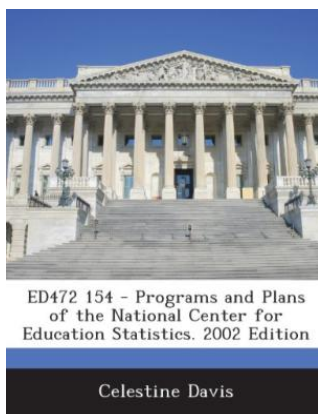 ED472 154 - Programs and Plans
of the National Center for
Education Statistics. 2002 Edition
Celestine Davis